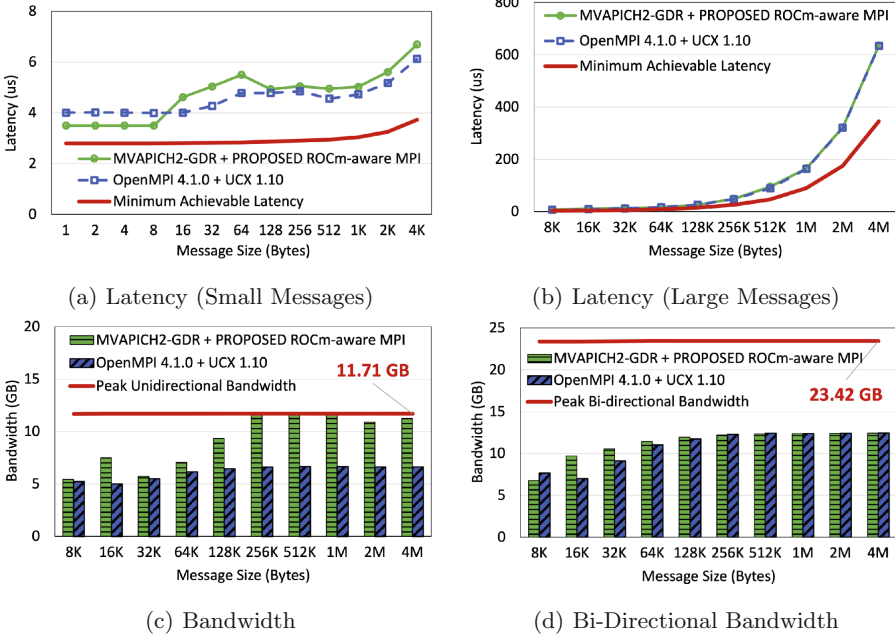 8
6
4
2
0
Latency (us)
MVAPICH2-GDR + PROPOSED ROCm-aware MPI
OpenMPI 4.1.0 + UCX 1.10
Minimum Achievable Latency
1 2 4 8 16 32 64 128 256 512 1K 2K 4K
Message Size (Bytes)
(a) Latency (Small Messages)
800
600
400
200
0
Latency (us)
MVAPICH2-GDR + PROPOSED ROCm-aware MPI
OpenMPI 4.1.0 + UCX 1.10
Minimum Achievable Latency
8K 16K 32K 64K 128K 256K 512K 1M 2M 4M
Message Size (Bytes)
(b) Latency (Large Messages)
20
15
10
5
0
Bandwidth (GB)
MVAPICH2-GDR + PROPOSED ROCm-aware MPI
OpenMPI 4.1.0 + UCX 1.10
Peak Unidirectional Bandwidth
11.71 GB
8K 16K 32K 64K 128K 256K 512K 1M 2M 4M
Message Size (Bytes)
(c) Bandwidth
25
20
15
10
5
0
Bandwidth (GB)
MVAPICH2-GDR + PROPOSED ROCm-aware MPI
OpenMPI 4.1.0 + UCX 1.10
Peak Bi-directional Bandwidth
23.42 GB
8K 16K 32K 64K 128K 256K 512K 1M 2M 4M
Message Size (Bytes)
(d) Bi-Directional Bandwidth